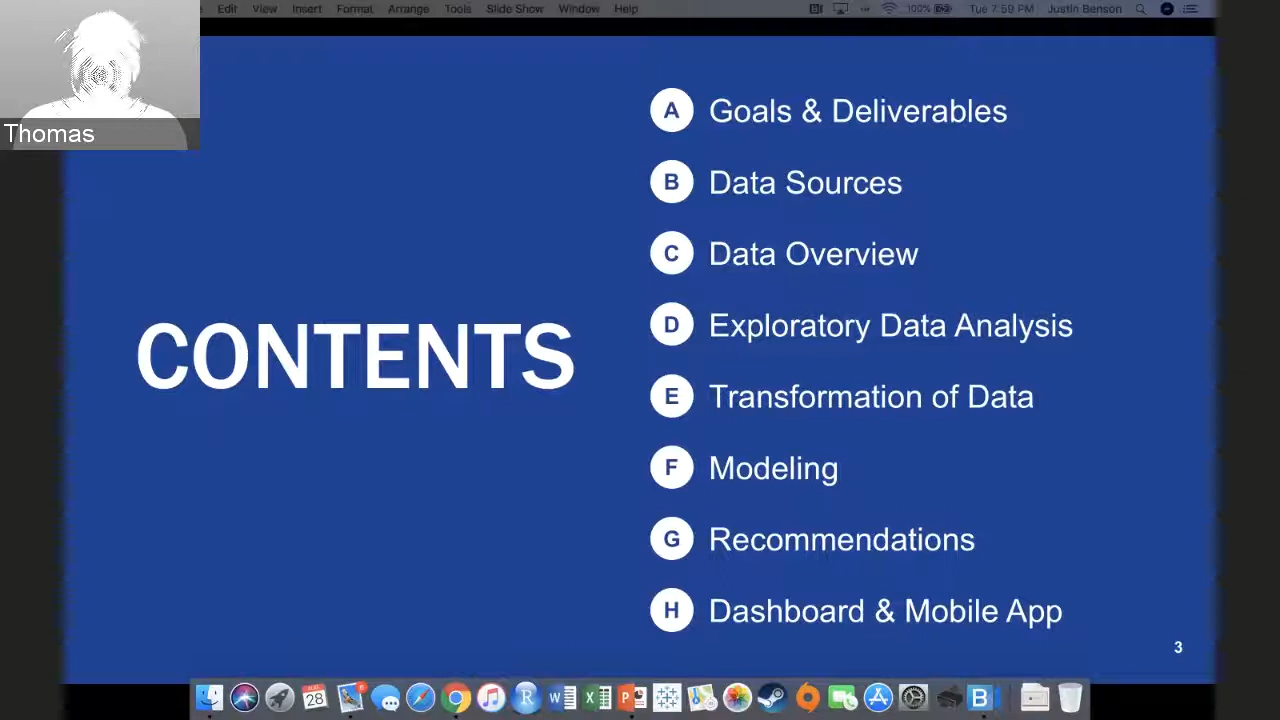 Edit View Insert Format Arrange Tools Slide Show Window Help 100% Tue 7:59 PM Justin Benson
Thomas
CONTENTS
A Goals & Deliverables
B Data Sources
C Data Overview
D Exploratory Data Analysis
E Transformation of Data
F Modeling
G Recommendations
H Dashboard & Mobile App
3
28